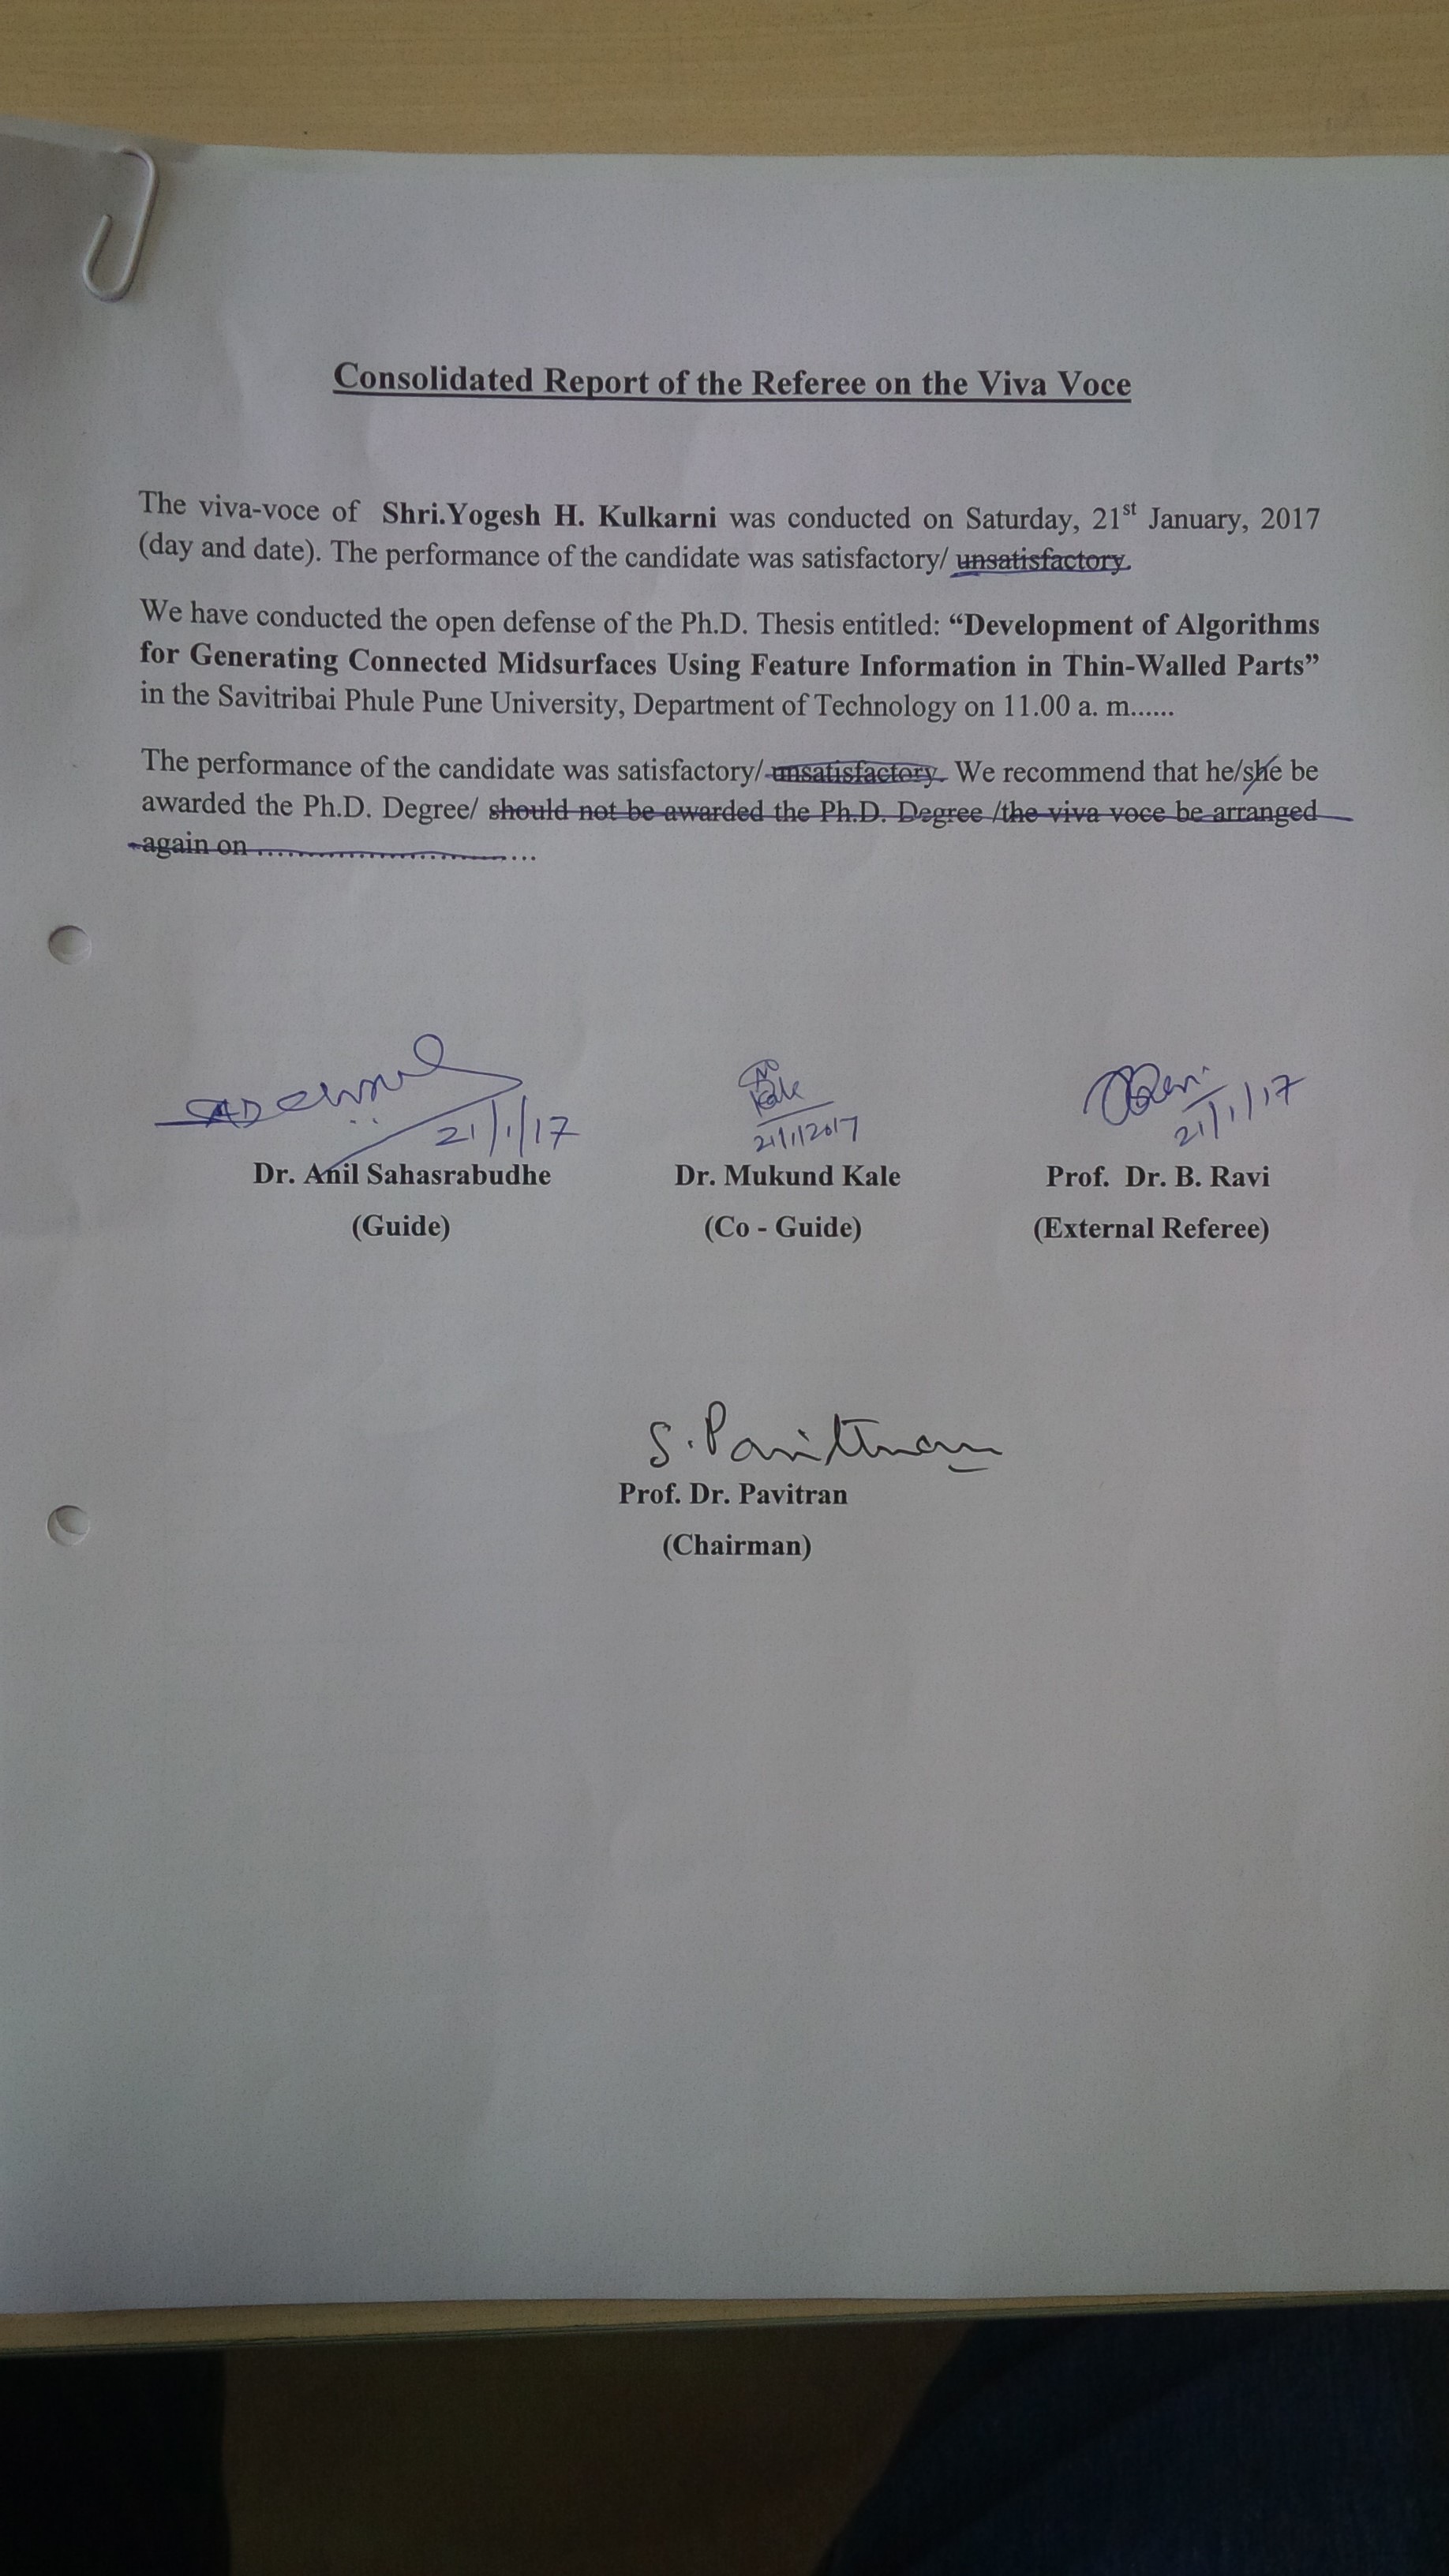 Consolidated Report of the Referee on the Viva Voce
The viva-voce of Shri.Yogesh H. Kulkarni was conducted on Saturday, 21st January, 2017
(day and date). The performance of the candidate was satisfactory/ unsatisfactory.
We have conducted the open defense of the Ph.D. Thesis entitled: “Development of Algorithms
for Generating Connected Midsurfaces Using Feature Information in Thin-Walled Parts”
in the Savitribai Phule Pune University, Department of Technology on 11.00 a. m......
The performance of the candidate was satisfactory/ unsatisfactory. We recommend that he/she be
awarded the Ph.D. Degree/ should not be awarded the Ph.D. Degree /the viva voce be arranged
again on ......................................
21/1/17 Kale 21/1/2017 21/1/17
Dr. Anil Sahasrabudhe Dr. Mukund Kale Prof. Dr. B. Ravi
(Guide) (Co - Guide) (External Referee)
S. Pavitran
Prof. Dr. Pavitran
(Chairman)